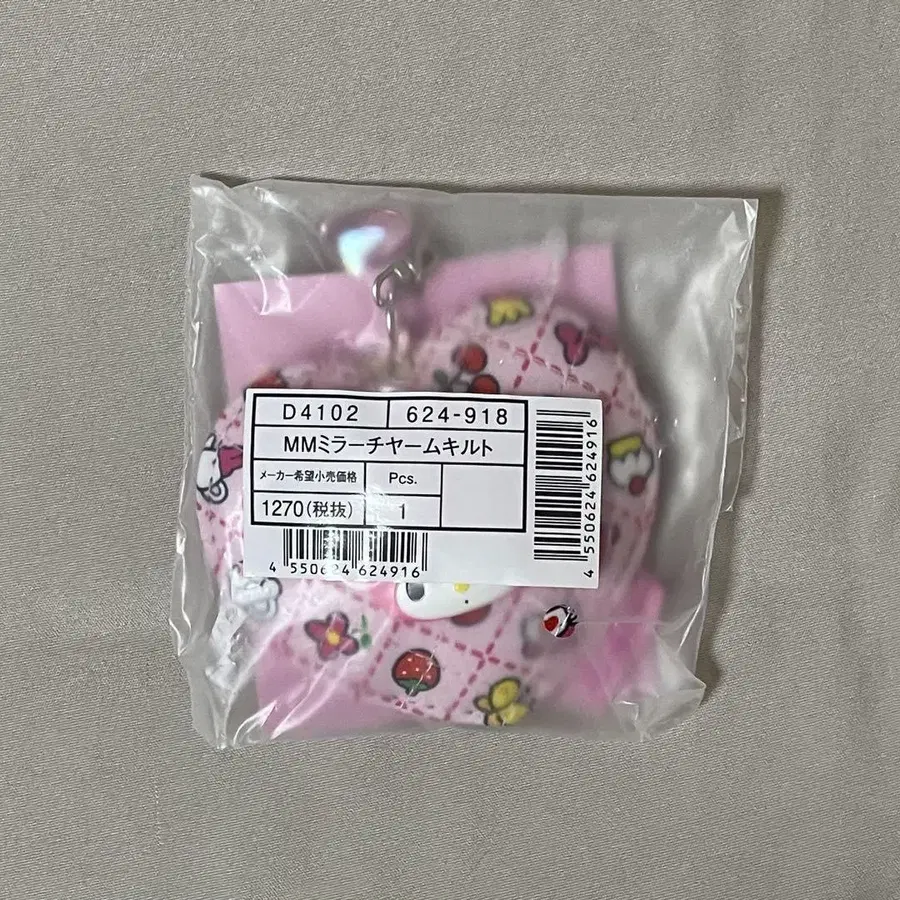 D4102 624-918
MMミラーチヤームキルト
メーカー希望小売価格 Pcs.
1270(税抜) 1
4 550624 624916
4 550624 624916